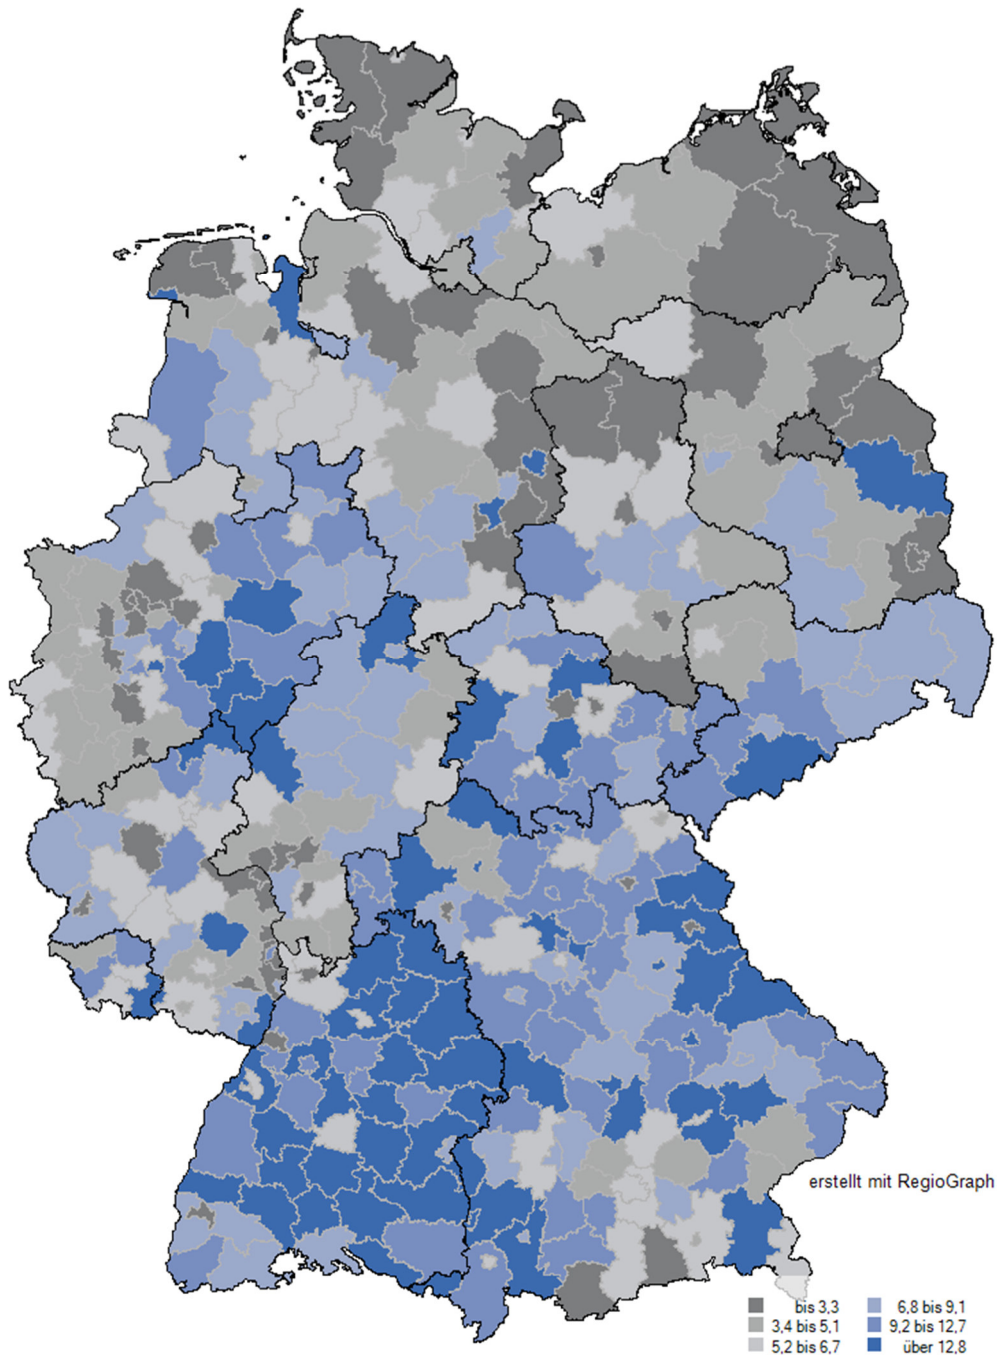 erstellt mit RegioGraph
bis 3,3
3,4 bis 5,1
5,2 bis 6,7
6,8 bis 9,1
9,2 bis 12,7
über 12,8